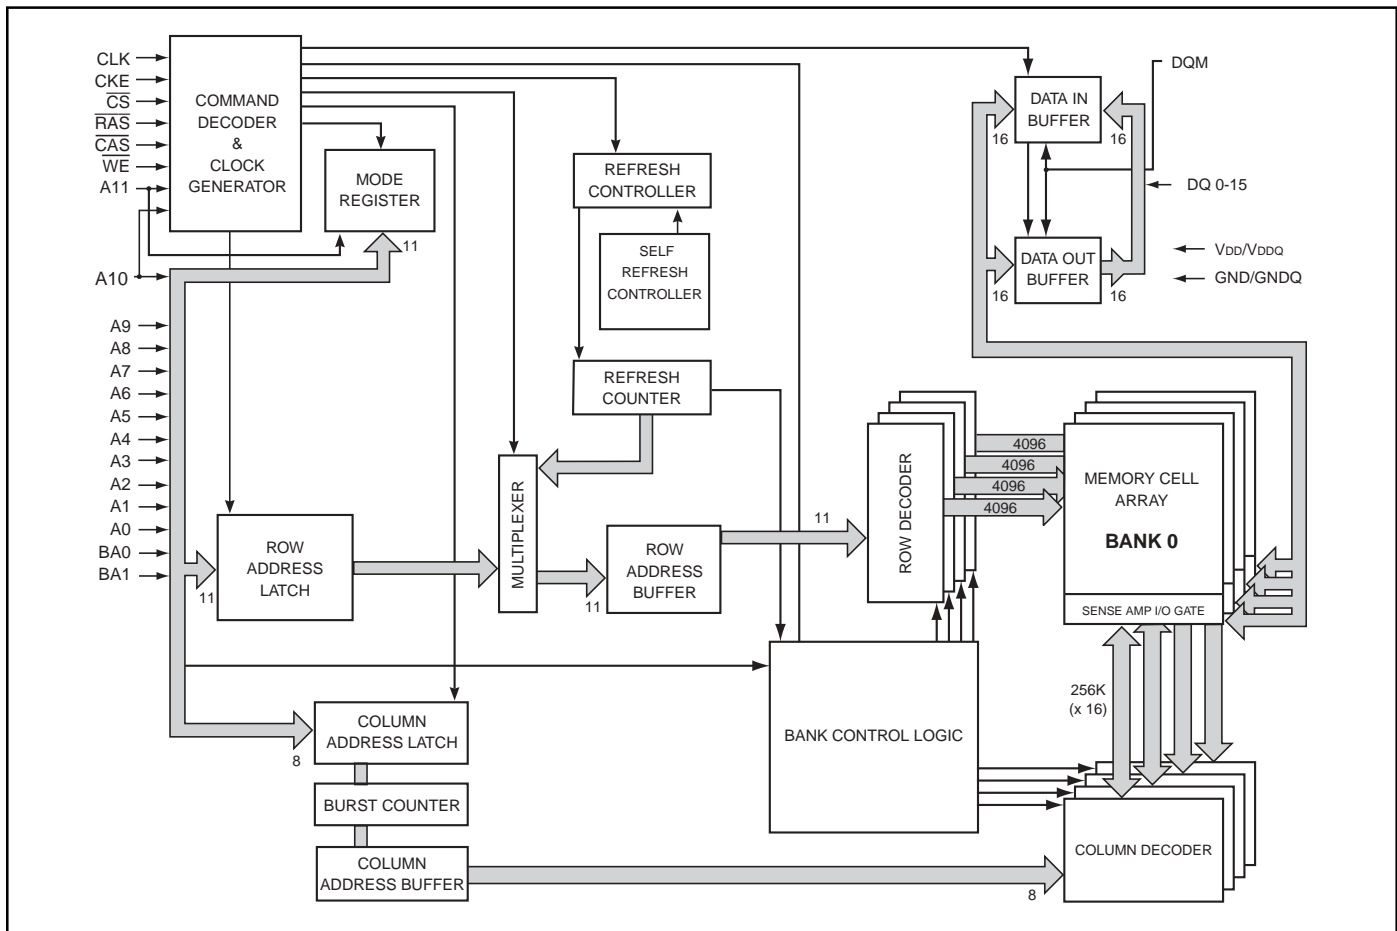 CLK
CKE
CS
RAS
CAS
WE
A11
A10
A9
A8
A7
A6
A5
A4
A3
A2
A1
A0
BA0
BA1
COMMAND
DECODER
&
CLOCK
GENERATOR
MODE
REGISTER
11
REFRESH
CONTROLLER
SELF
REFRESH
CONTROLLER
REFRESH
COUNTER
DATA IN
BUFFER
16
16
DQM
DQ 0-15
DATA OUT
BUFFER
16
16
VDD/VDDQ
GND/GNDQ
11
ROW
ADDRESS
LATCH
MULTIPLEXER
11
ROW
ADDRESS
BUFFER
11
ROW DECODER
4096
4096
4096
4096
MEMORY CELL
ARRAY
BANK 0
SENSE AMP I/O GATE
256K
(x 16)
BANK CONTROL LOGIC
8
COLUMN
ADDRESS LATCH
BURST COUNTER
COLUMN
ADDRESS BUFFER
8
COLUMN DECODER